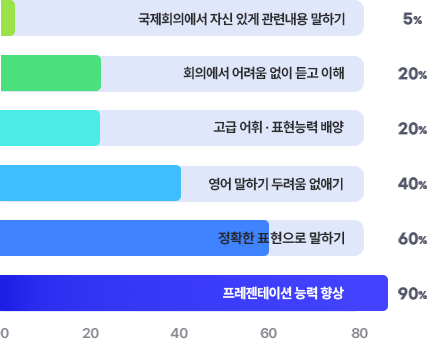 국제회의에서 자신 있게 관련내용 말하기 5%
회의에서 어려움 없이 듣고 이해 20%
고급 어휘 · 표현능력 배양 20%
영어 말하기 두려움 없애기 40%
정확한 표현으로 말하기 60%
프레젠테이션 능력 향상 90%
0 20 40 60 80